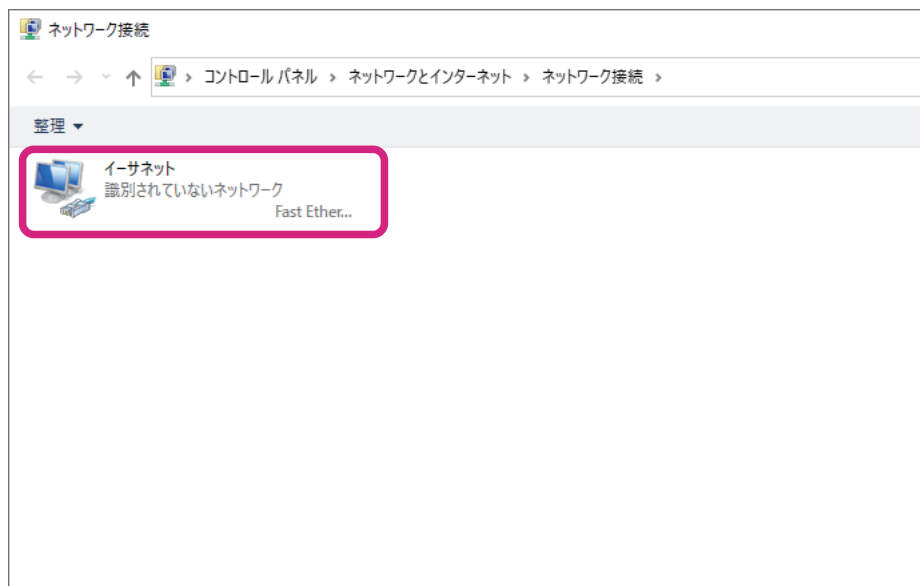 ネットワーク接続
コントロール パネル › ネットワークとインターネット › ネットワーク接続 ›
整理
イーサネット
識別されていないネットワーク
Fast Ether...